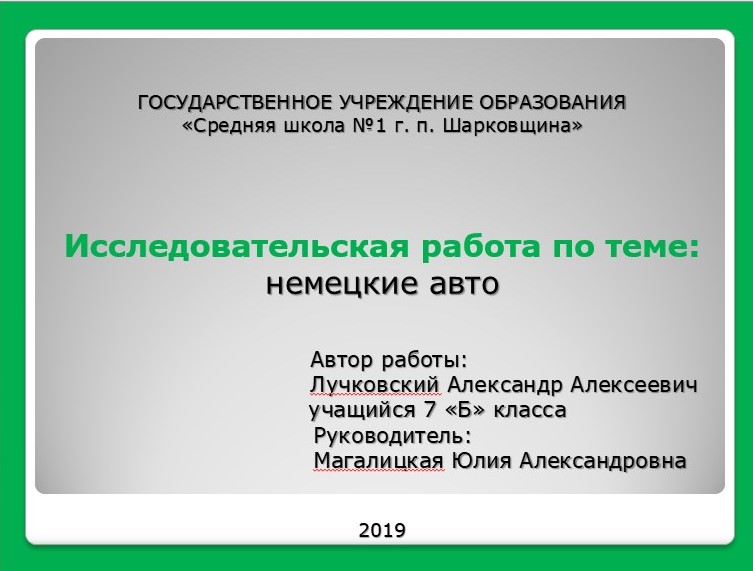 ГОСУДАРСТВЕННОЕ УЧРЕЖДЕНИЕ ОБРАЗОВАНИЯ
«Средняя школа №1 г. п. Шарковщина»
Исследовательская работа по теме:
немецкие авто
Автор работы:
Лучковский Александр Алексеевич
учащийся 7 «Б» класса
Руководитель:
Магалицкая Юлия Александровна
2019